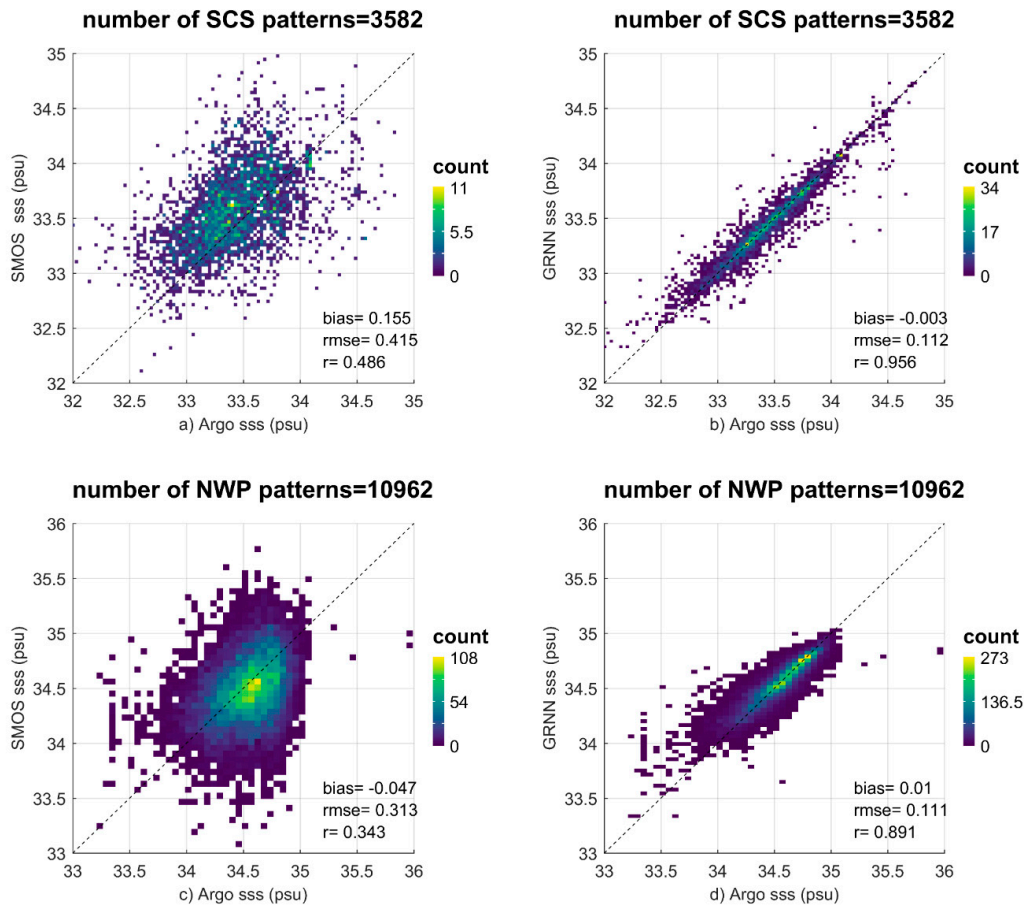 number of SCS patterns=3582
35
34.5
34
33.5
33
32.5
32
SMOS sss (psu)
32 32.5 33 33.5 34 34.5 35
a) Argo sss (psu)
bias= 0.155
rmse= 0.415
r= 0.486
count
11
5.5
0
number of SCS patterns=3582
35
34.5
34
33.5
33
32.5
32
GRNN sss (psu)
32 32.5 33 33.5 34 34.5 35
b) Argo sss (psu)
bias= -0.003
rmse= 0.112
r= 0.956
count
34
17
0
number of NWP patterns=10962
36
35.5
35
34.5
34
33.5
33
SMOS sss (psu)
33 33.5 34 34.5 35 35.5 36
c) Argo sss (psu)
bias= -0.047
rmse= 0.313
r= 0.343
count
108
54
0
number of NWP patterns=10962
36
35.5
35
34.5
34
33.5
33
GRNN sss (psu)
33 33.5 34 34.5 35 35.5 36
d) Argo sss (psu)
bias= 0.01
rmse= 0.111
r= 0.891
count
273
136.5
0